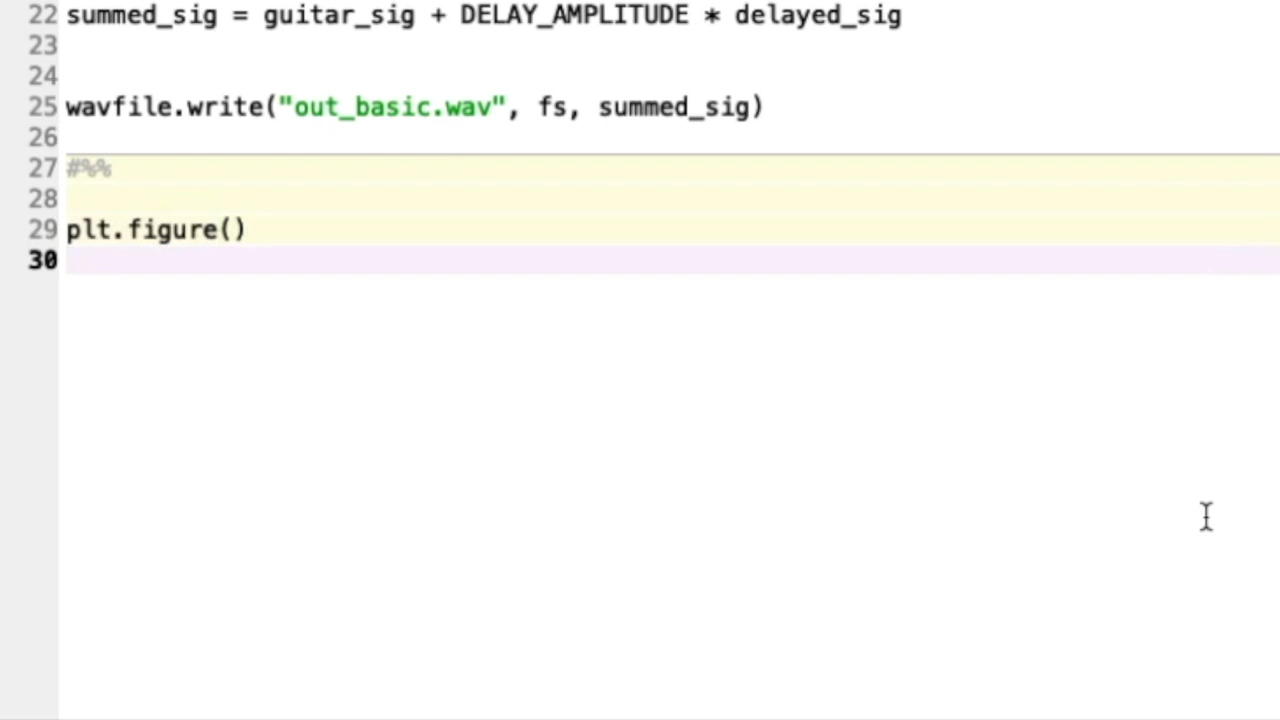 22 summed_sig = guitar_sig + DELAY_AMPLITUDE * delayed_sig
23
24
25 wavfile.write("out_basic.wav", fs, summed_sig)
26
27 #%%
28
29 plt.figure()
30